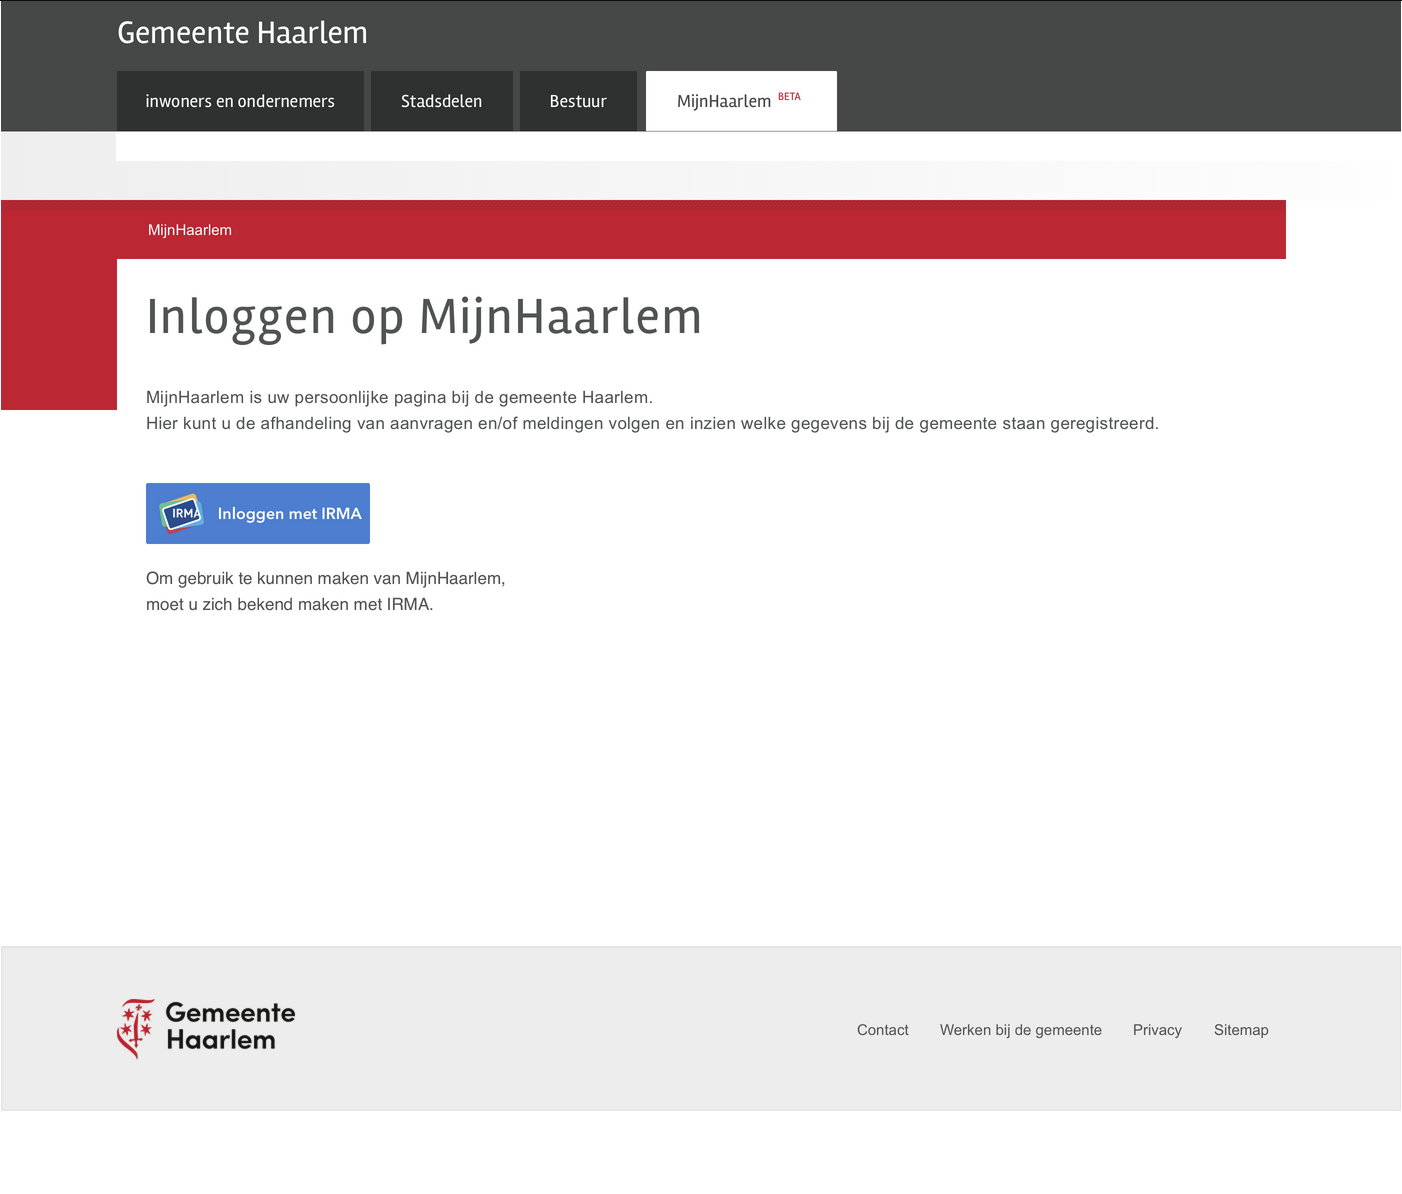 Gemeente Haarlem
inwoners en ondernemers
Stadsdelen
Bestuur
MijnHaarlem BETA
MijnHaarlem
Inloggen op MijnHaarlem
MijnHaarlem is uw persoonlijke pagina bij de gemeente Haarlem.
Hier kunt u de afhandeling van aanvragen en/of meldingen volgen en inzien welke gegevens bij de gemeente staan geregistreerd.
IRMA Inloggen met IRMA
Om gebruik te kunnen maken van MijnHaarlem,
moet u zich bekend maken met IRMA.
Gemeente
Haarlem
Contact
Werken bij de gemeente
Privacy
Sitemap